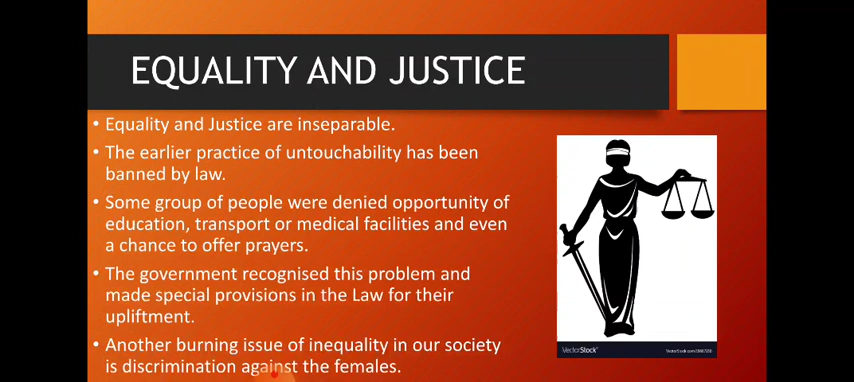 EQUALITY AND JUSTICE
• Equality and Justice are inseparable.
• The earlier practice of untouchability has been
banned by law.
• Some group of people were denied opportunity of
education, transport or medical facilities and even
a chance to offer prayers.
• The government recognised this problem and
made special provisions in the Law for their
upliftment.
• Another burning issue of inequality in our society
is discrimination against the females.
VectorStock